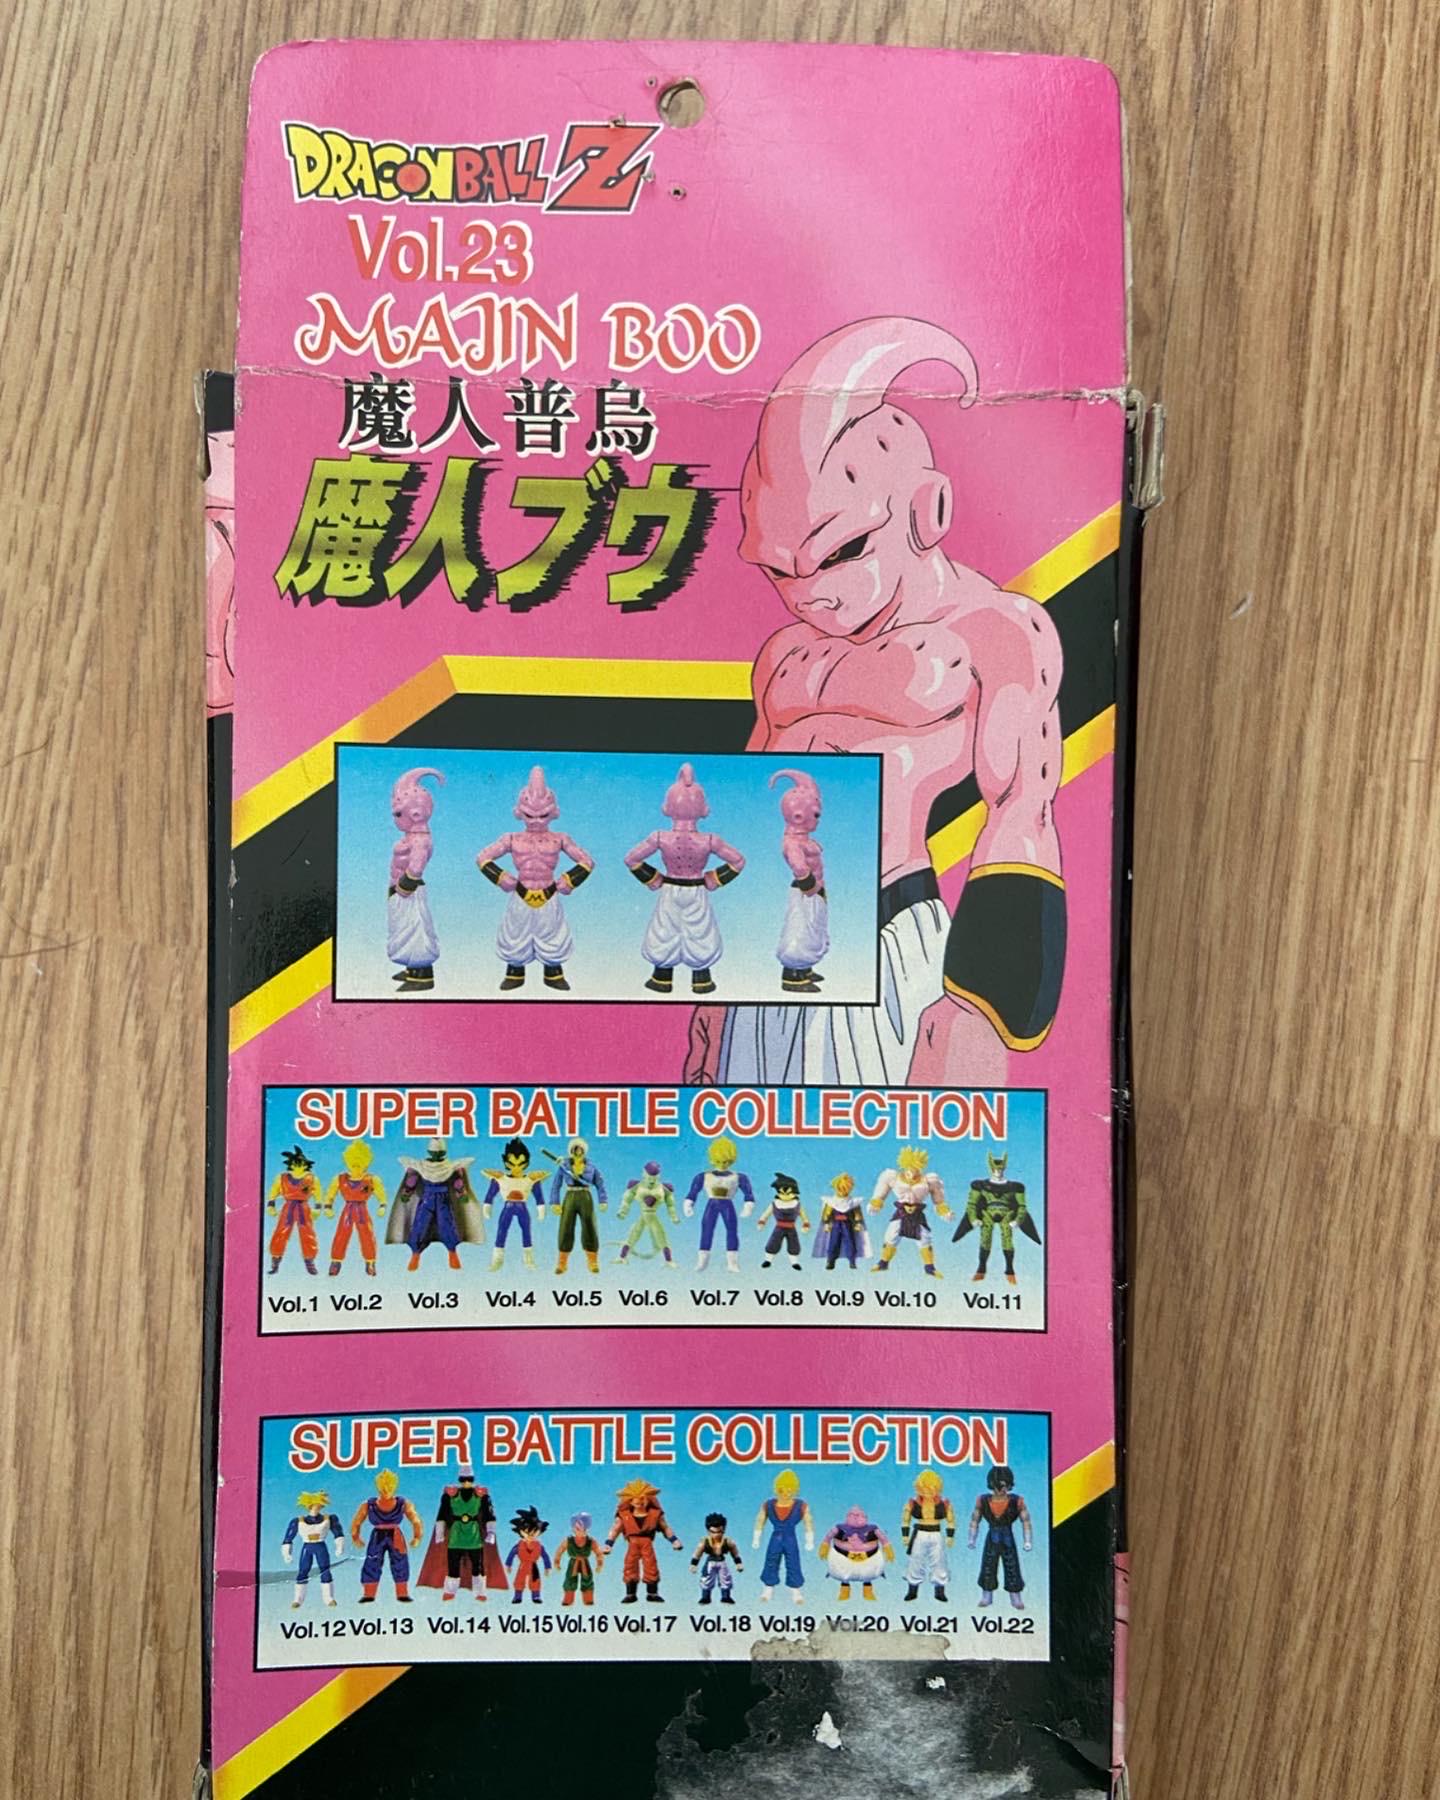 DRAGONBALL Z
Vol.23
MAJIN BOO
魔人普烏
魔人ブウ
M
SUPER BATTLE COLLECTION
Vol.1 Vol.2 Vol.3 Vol.4 Vol.5 Vol.6 Vol.7 Vol.8 Vol.9 Vol.10 Vol.11
SUPER BATTLE COLLECTION
Vol.12 Vol.13 Vol.14 Vol.15 Vol.16 Vol.17 Vol.18 Vol.19 Vol.20 Vol.21 Vol.22